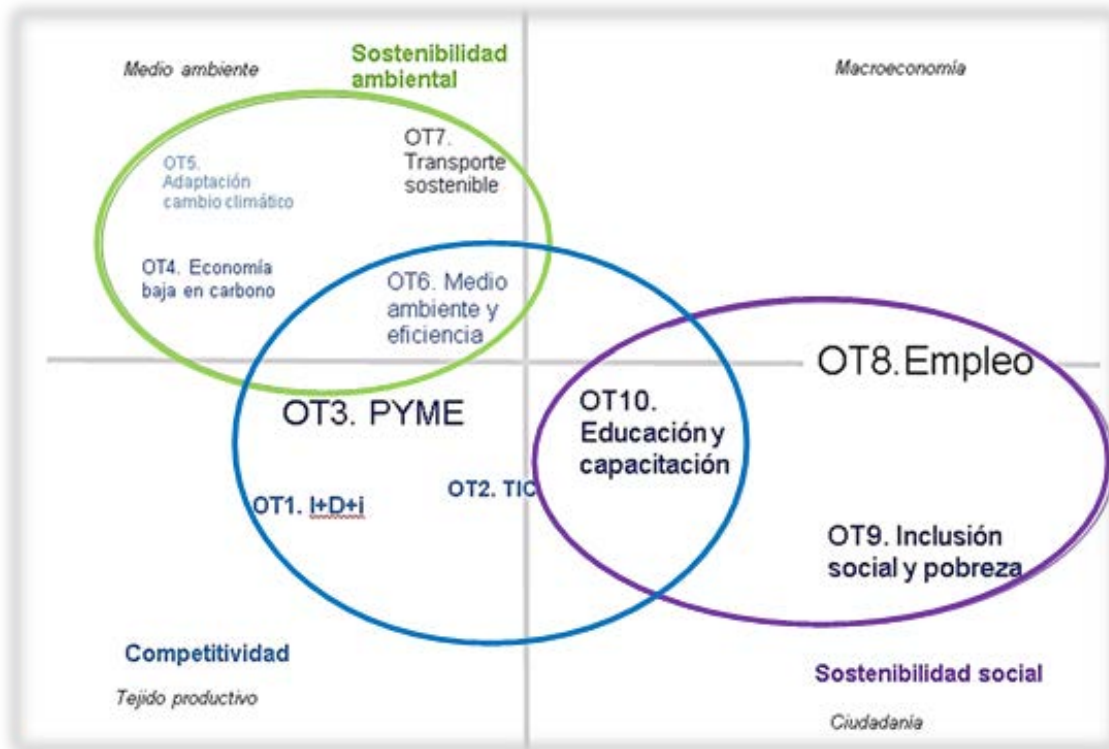 Medio ambiente
Sostenibilidad
ambiental
Macroeconomía
OT7.
Transporte
sostenible
OT5.
Adaptación
cambio climático
OT4. Economía
baja en carbono
OT6. Medio
ambiente y
eficiencia
OT8.Empleo
OT3. PYME
OT10.
Educación y
capacitación
OT2. TIC
OT1. I+D+i
OT9. Inclusión
social y pobreza
Competitividad
Tejido productivo
Sostenibilidad social
Ciudadanía